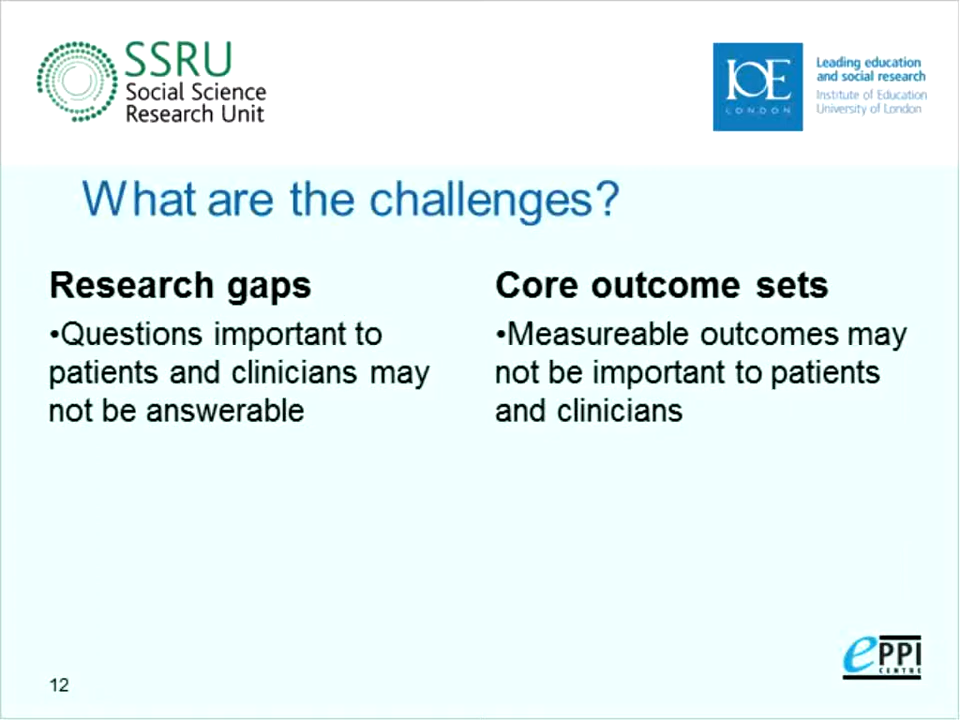 SSRU
Social Science
Research Unit
IOE
LONDON
Leading education
and social research
Institute of Education
University of London
What are the challenges?
Research gaps
•Questions important to
patients and clinicians may
not be answerable
Core outcome sets
•Measureable outcomes may
not be important to patients
and clinicians
12
ePPI
CENTRE